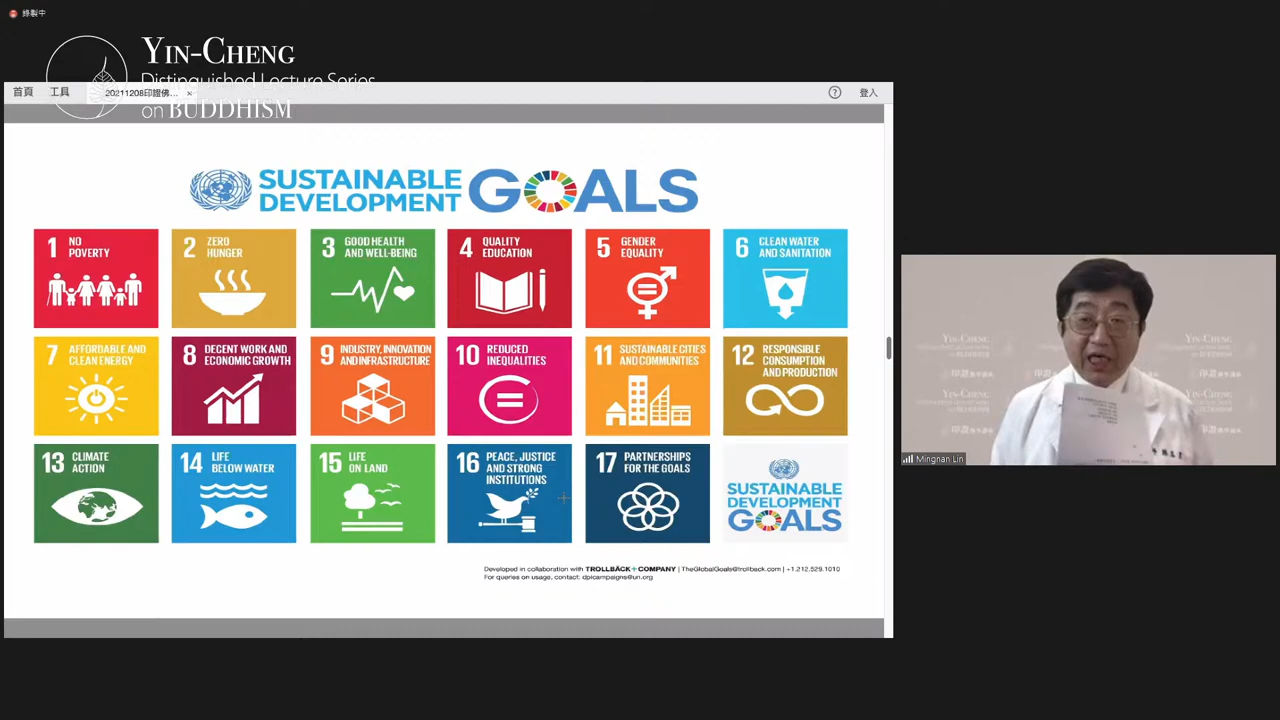 錄製中
YIN-CHENG
Distinguished Lecture Series
on BUDDHISM
首頁
工具
20211208印證佛...
×
?
登入
SUSTAINABLE
DEVELOPMENT
GOALS
1 NO
POVERTY
2 ZERO
HUNGER
3 GOOD HEALTH
AND WELL-BEING
4 QUALITY
EDUCATION
5 GENDER
EQUALITY
6 CLEAN WATER
AND SANITATION
7 AFFORDABLE AND
CLEAN ENERGY
8 DECENT WORK AND
ECONOMIC GROWTH
9 INDUSTRY, INNOVATION
AND INFRASTRUCTURE
10 REDUCED
INEQUALITIES
11 SUSTAINABLE CITIES
AND COMMUNITIES
12 RESPONSIBLE
CONSUMPTION
AND PRODUCTION
13 CLIMATE
ACTION
14 LIFE
BELOW WATER
15 LIFE
ON LAND
16 PEACE, JUSTICE
AND STRONG
INSTITUTIONS
17 PARTNERSHIPS
FOR THE GOALS
SUSTAINABLE
DEVELOPMENT
GOALS
Developed in collaboration with TROLLBÄCK+COMPANY | TheGlobalGoals@trollback.com | +1.212.529.1010
For queries on usage, contact: dpicampaigns@un.org
YIN-CHENG
YIN-CHENG
YIN-CHENG
Mingnan Lin